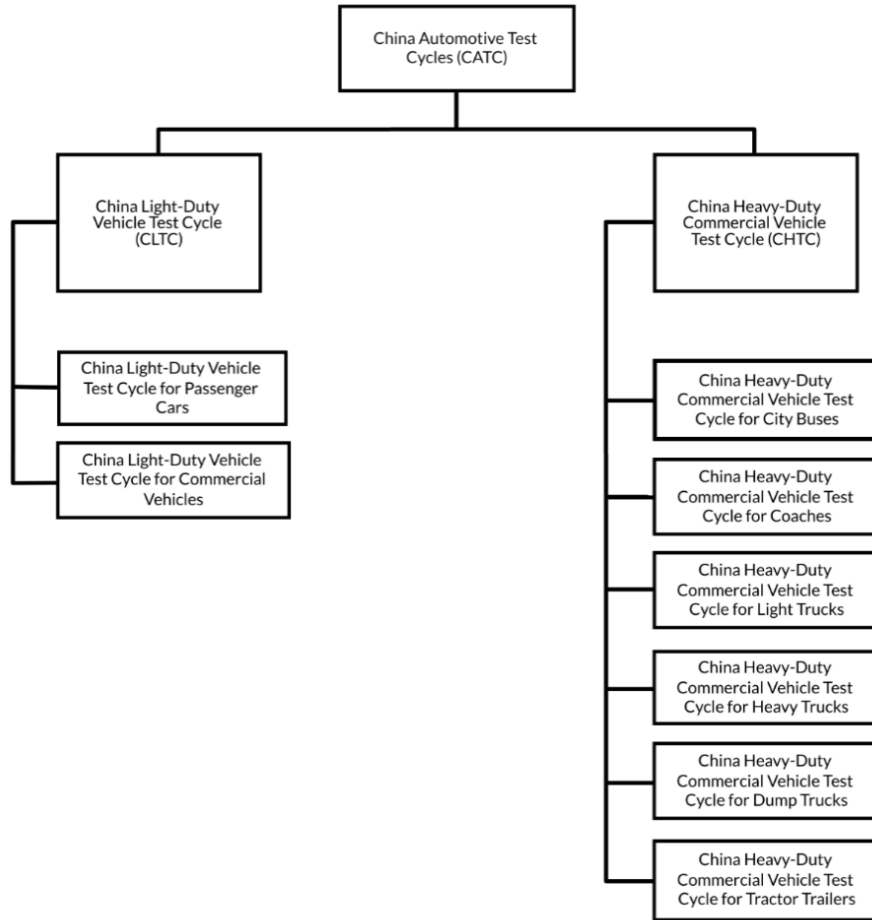 China Automotive Test
Cycles (CATC)
China Light-Duty
Vehicle Test Cycle
(CLTC)
China Heavy-Duty
Commercial Vehicle
Test Cycle (CHTC)
China Light-Duty Vehicle
Test Cycle for Passenger
Cars
China Light-Duty Vehicle
Test Cycle for Commercial
Vehicles
China Heavy-Duty
Commercial Vehicle Test
Cycle for City Buses
China Heavy-Duty
Commercial Vehicle Test
Cycle for Coaches
China Heavy-Duty
Commercial Vehicle Test
Cycle for Light Trucks
China Heavy-Duty
Commercial Vehicle Test
Cycle for Heavy Trucks
China Heavy-Duty
Commercial Vehicle Test
Cycle for Dump Trucks
China Heavy-Duty
Commercial Vehicle Test
Cycle for Tractor Trailers